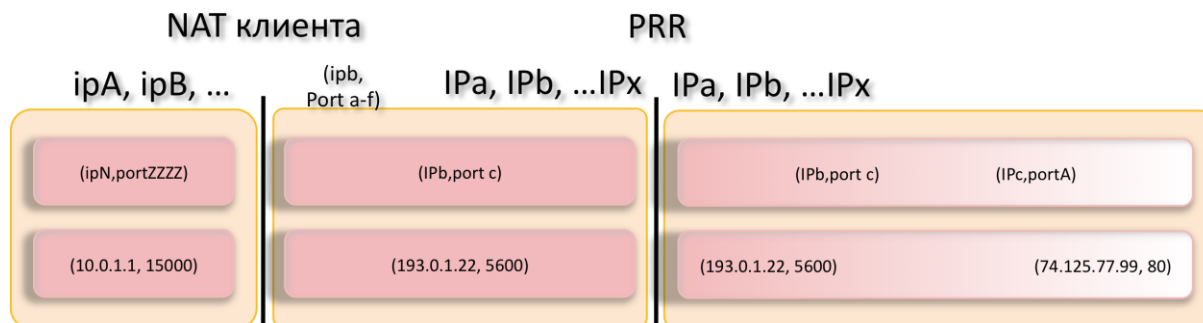 NAT клиента
PRR
ipA, ipB, ...
(ipb,
Port a-f)
IPa, IPb, ...IPx
IPa, IPb, ...IPx
(ipN,portZZZZ)
(IPb,port c)
(IPb,port c)
(IPc,portA)
(10.0.1.1, 15000)
(193.0.1.22, 5600)
(193.0.1.22, 5600)
(74.125.77.99, 80)